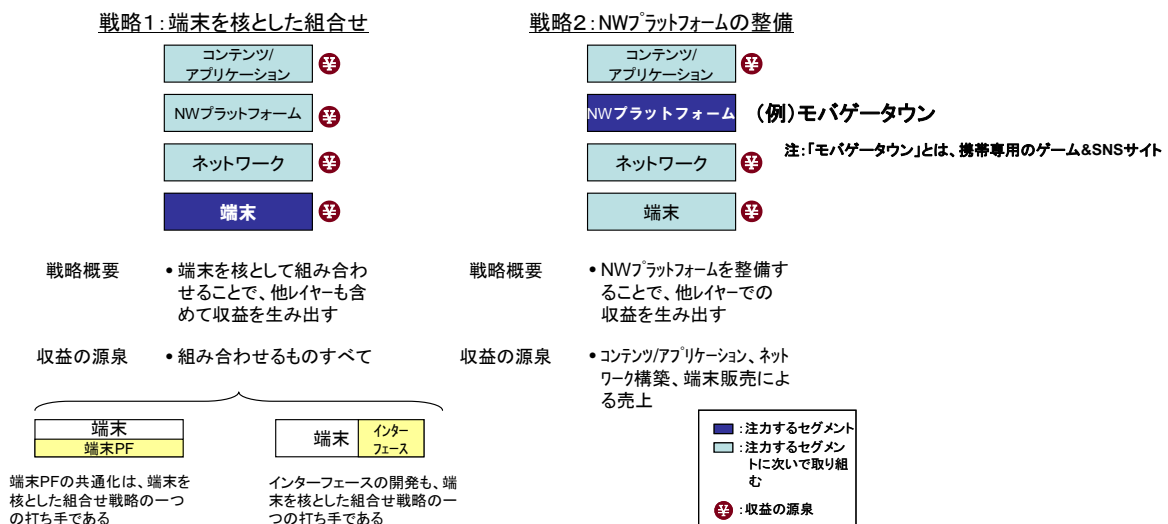 戦略１：端末を核とした組合せ
コンテンツ/
アプリケーション
¥
NWプラットフォーム
¥
ネットワーク
¥
端末
¥
戦略概要
•端末を核として組み合わ
せることで、他レイヤーも含
めて収益を生み出す
収益の源泉
•組み合わせるものすべて
端末
端末PF
端末PFの共通化は、端末を
核とした組合せ戦略の一つ
の打ち手である
端末
インター
フェース
インターフェースの開発も、端
末を核とした組合せ戦略の一
つの打ち手である
戦略２：NWプラットフォームの整備
コンテンツ/
アプリケーション
¥
NWプラットフォーム
（例）モバゲータウン
注：「モバゲータウン」とは、携帯専用のゲーム&SNSサイト
ネットワーク
¥
端末
¥
戦略概要
•NWプラットフォームを整備す
ることで、他レイヤーでの
収益を生み出す
収益の源泉
•コンテンツ/アプリケーション、ネット
ワーク構築、端末販売によ
る売上
：注力するセグメント
：注力するセグメン
トに次いで取り組
む
¥
：収益の源泉